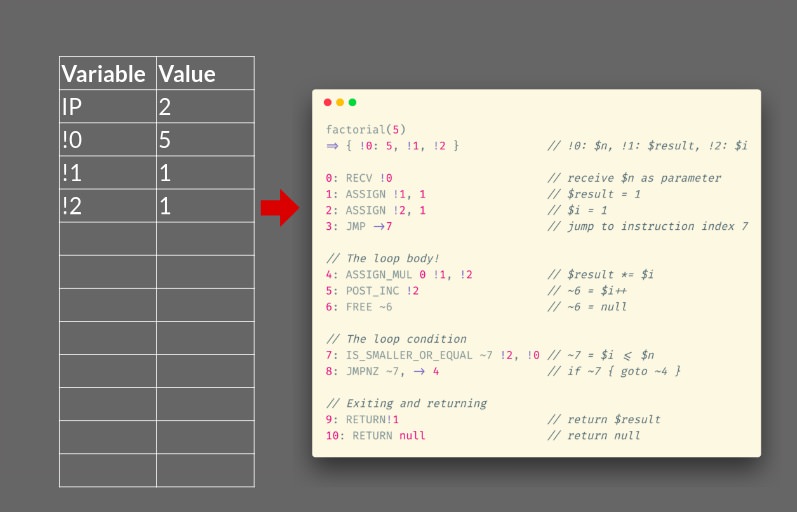 Variable Value
IP 2
!0 5
!1 1
!2 1
factorial(5)
⇒ { !0: 5, !1, !2 } // !0: $n, !1: $result, !2: $i
0: RECV !0 // receive $n as parameter
1: ASSIGN !1, 1 // $result = 1
2: ASSIGN !2, 1 // $i = 1
3: JMP →7 // jump to instruction index 7
// The loop body!
4: ASSIGN_MUL 0 !1, !2 // $result *= $i
5: POST_INC !2 // ~6 = $i++
6: FREE ~6 // ~6 = null
// The loop condition
7: IS_SMALLER_OR_EQUAL ~7 !2, !0 // ~7 = $i ⩽ $n
8: JMPNZ ~7, → 4 // if ~7 { goto ~4 }
// Exiting and returning
9: RETURN!1 // return $result
10: RETURN null // return null